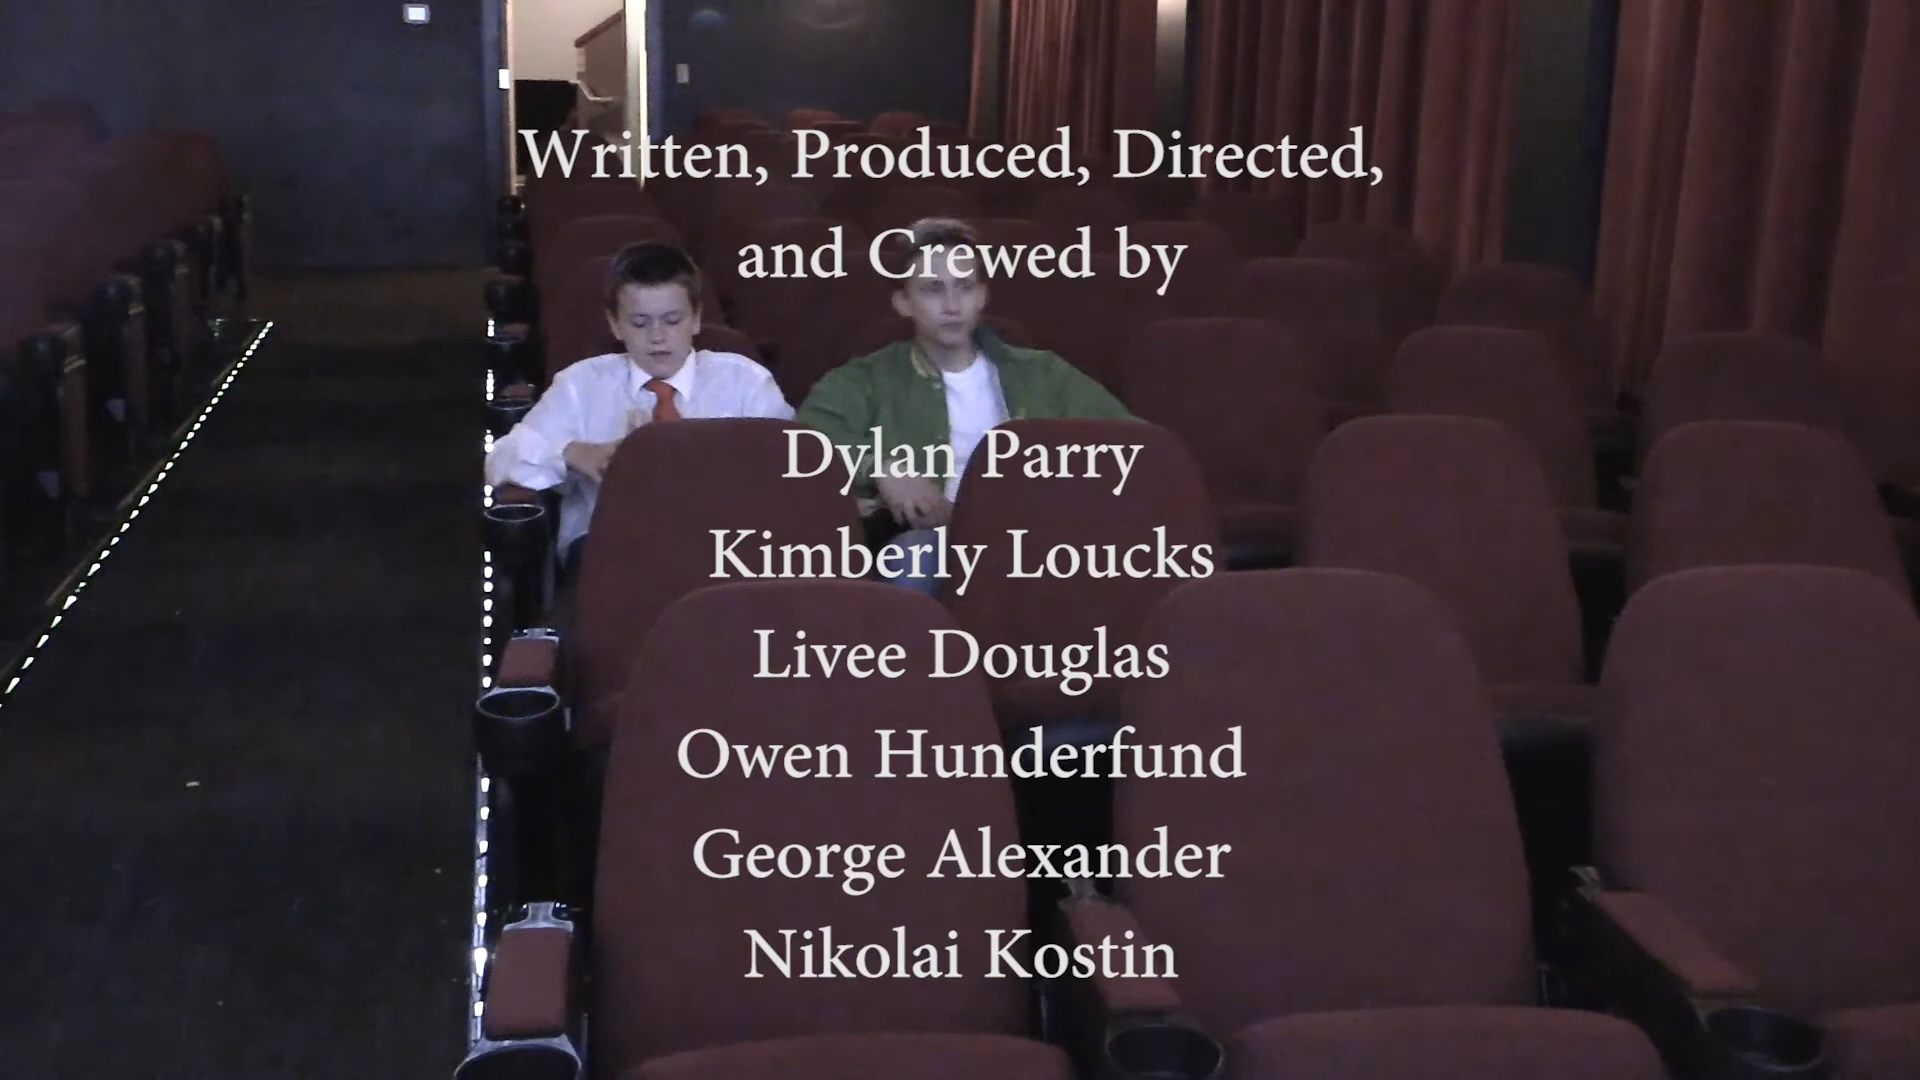 Written, Produced, Directed,
and Crewed by
Dylan Parry
Kimberly Loucks
Livee Douglas
Owen Hunderfund
George Alexander
Nikolai Kostin